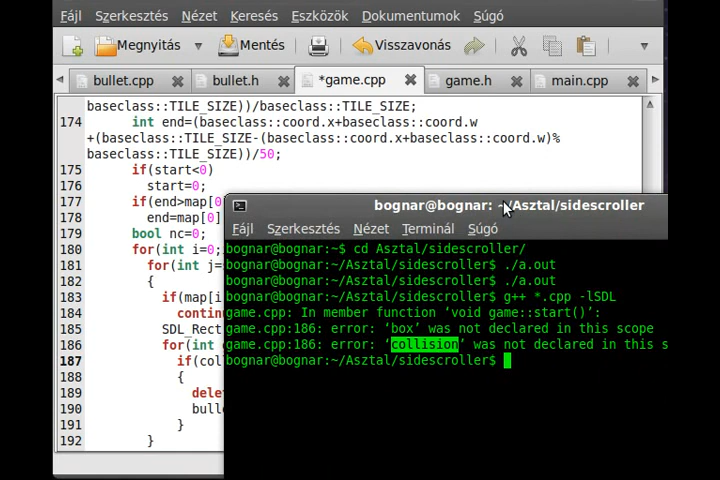 Fájl Szerkesztés Nézet Keresés Eszközök Dokumentumok Súgó
Megnyitás Mentés Visszavonás
bullet.cpp bullet.h *game.cpp game.h main.cpp
baseclass::TILE_SIZE))/baseclass::TILE_SIZE;
174 int end=(baseclass::coord.x+baseclass::coord.w
+(baseclass::TILE_SIZE-(baseclass::coord.x+baseclass::coord.w)%
baseclass::TILE_SIZE))/50;
175 if(start<0)
176 start=0;
177 if(end>map[0]
178 end=map[0]
179 bool nc=0;
180 for(int i=0;
181 for(int j=
182 {
183 if(map[i
184 continu
185 SDL_Rect
186 for(int
187 if(col
188 {
189 delet
190 bulle
191 }
192 }
bognar@bognar: ~/Asztal/sidescroller
Fájl Szerkesztés Nézet Terminál Súgó
bognar@bognar:~$ cd Asztal/sidescroller/
bognar@bognar:~/Asztal/sidescroller$ ./a.out
bognar@bognar:~/Asztal/sidescroller$ ./a.out
bognar@bognar:~/Asztal/sidescroller$ g++ *.cpp -lSDL
game.cpp: In member function ‘void game::start()’:
game.cpp:186: error: ‘box’ was not declared in this scope
game.cpp:186: error: ‘collision’ was not declared in this s
bognar@bognar:~/Asztal/sidescroller$